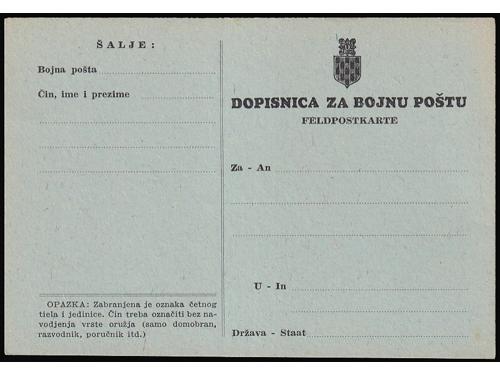 ŠALJE:
Bojna pošta
Čin, ime i prezime
OPAZKA: Zabranjena je oznaka četnog
tiela i jedinice. Čin treba označiti bez na-
vodjenja vrste oružja (samo domobran,
razvodnik, poručnik itd.)
DOPISNICA ZA BOJNU POŠTU
FELDPOSTKARTE
Za - An
U - In
Država - Staat